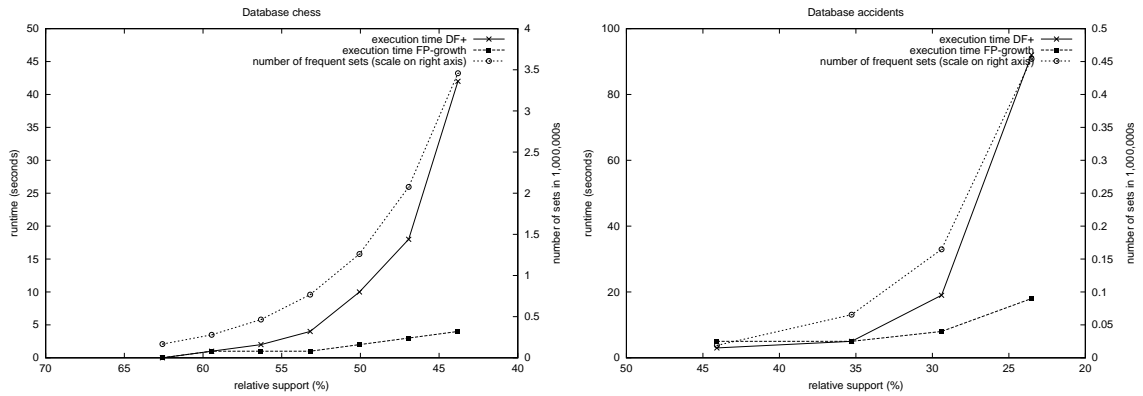 Database chess
execution time DF+
execution time FP-growth
number of frequent sets (scale on right axis)
50
45
40
35
30
25
20
15
10
5
0
runtime (seconds)
4
3.5
3
2.5
2
1.5
1
0.5
0
number of sets in 1,000,000s
70 65 60 55 50 45 40
relative support (%)
Database accidents
execution time DF+
execution time FP-growth
number of frequent sets (scale on right axis)
100
80
60
40
20
0
runtime (seconds)
0.5
0.45
0.4
0.35
0.3
0.25
0.2
0.15
0.1
0.05
0
number of sets in 1,000,000s
50 45 40 35 30 25 20
relative support (%)